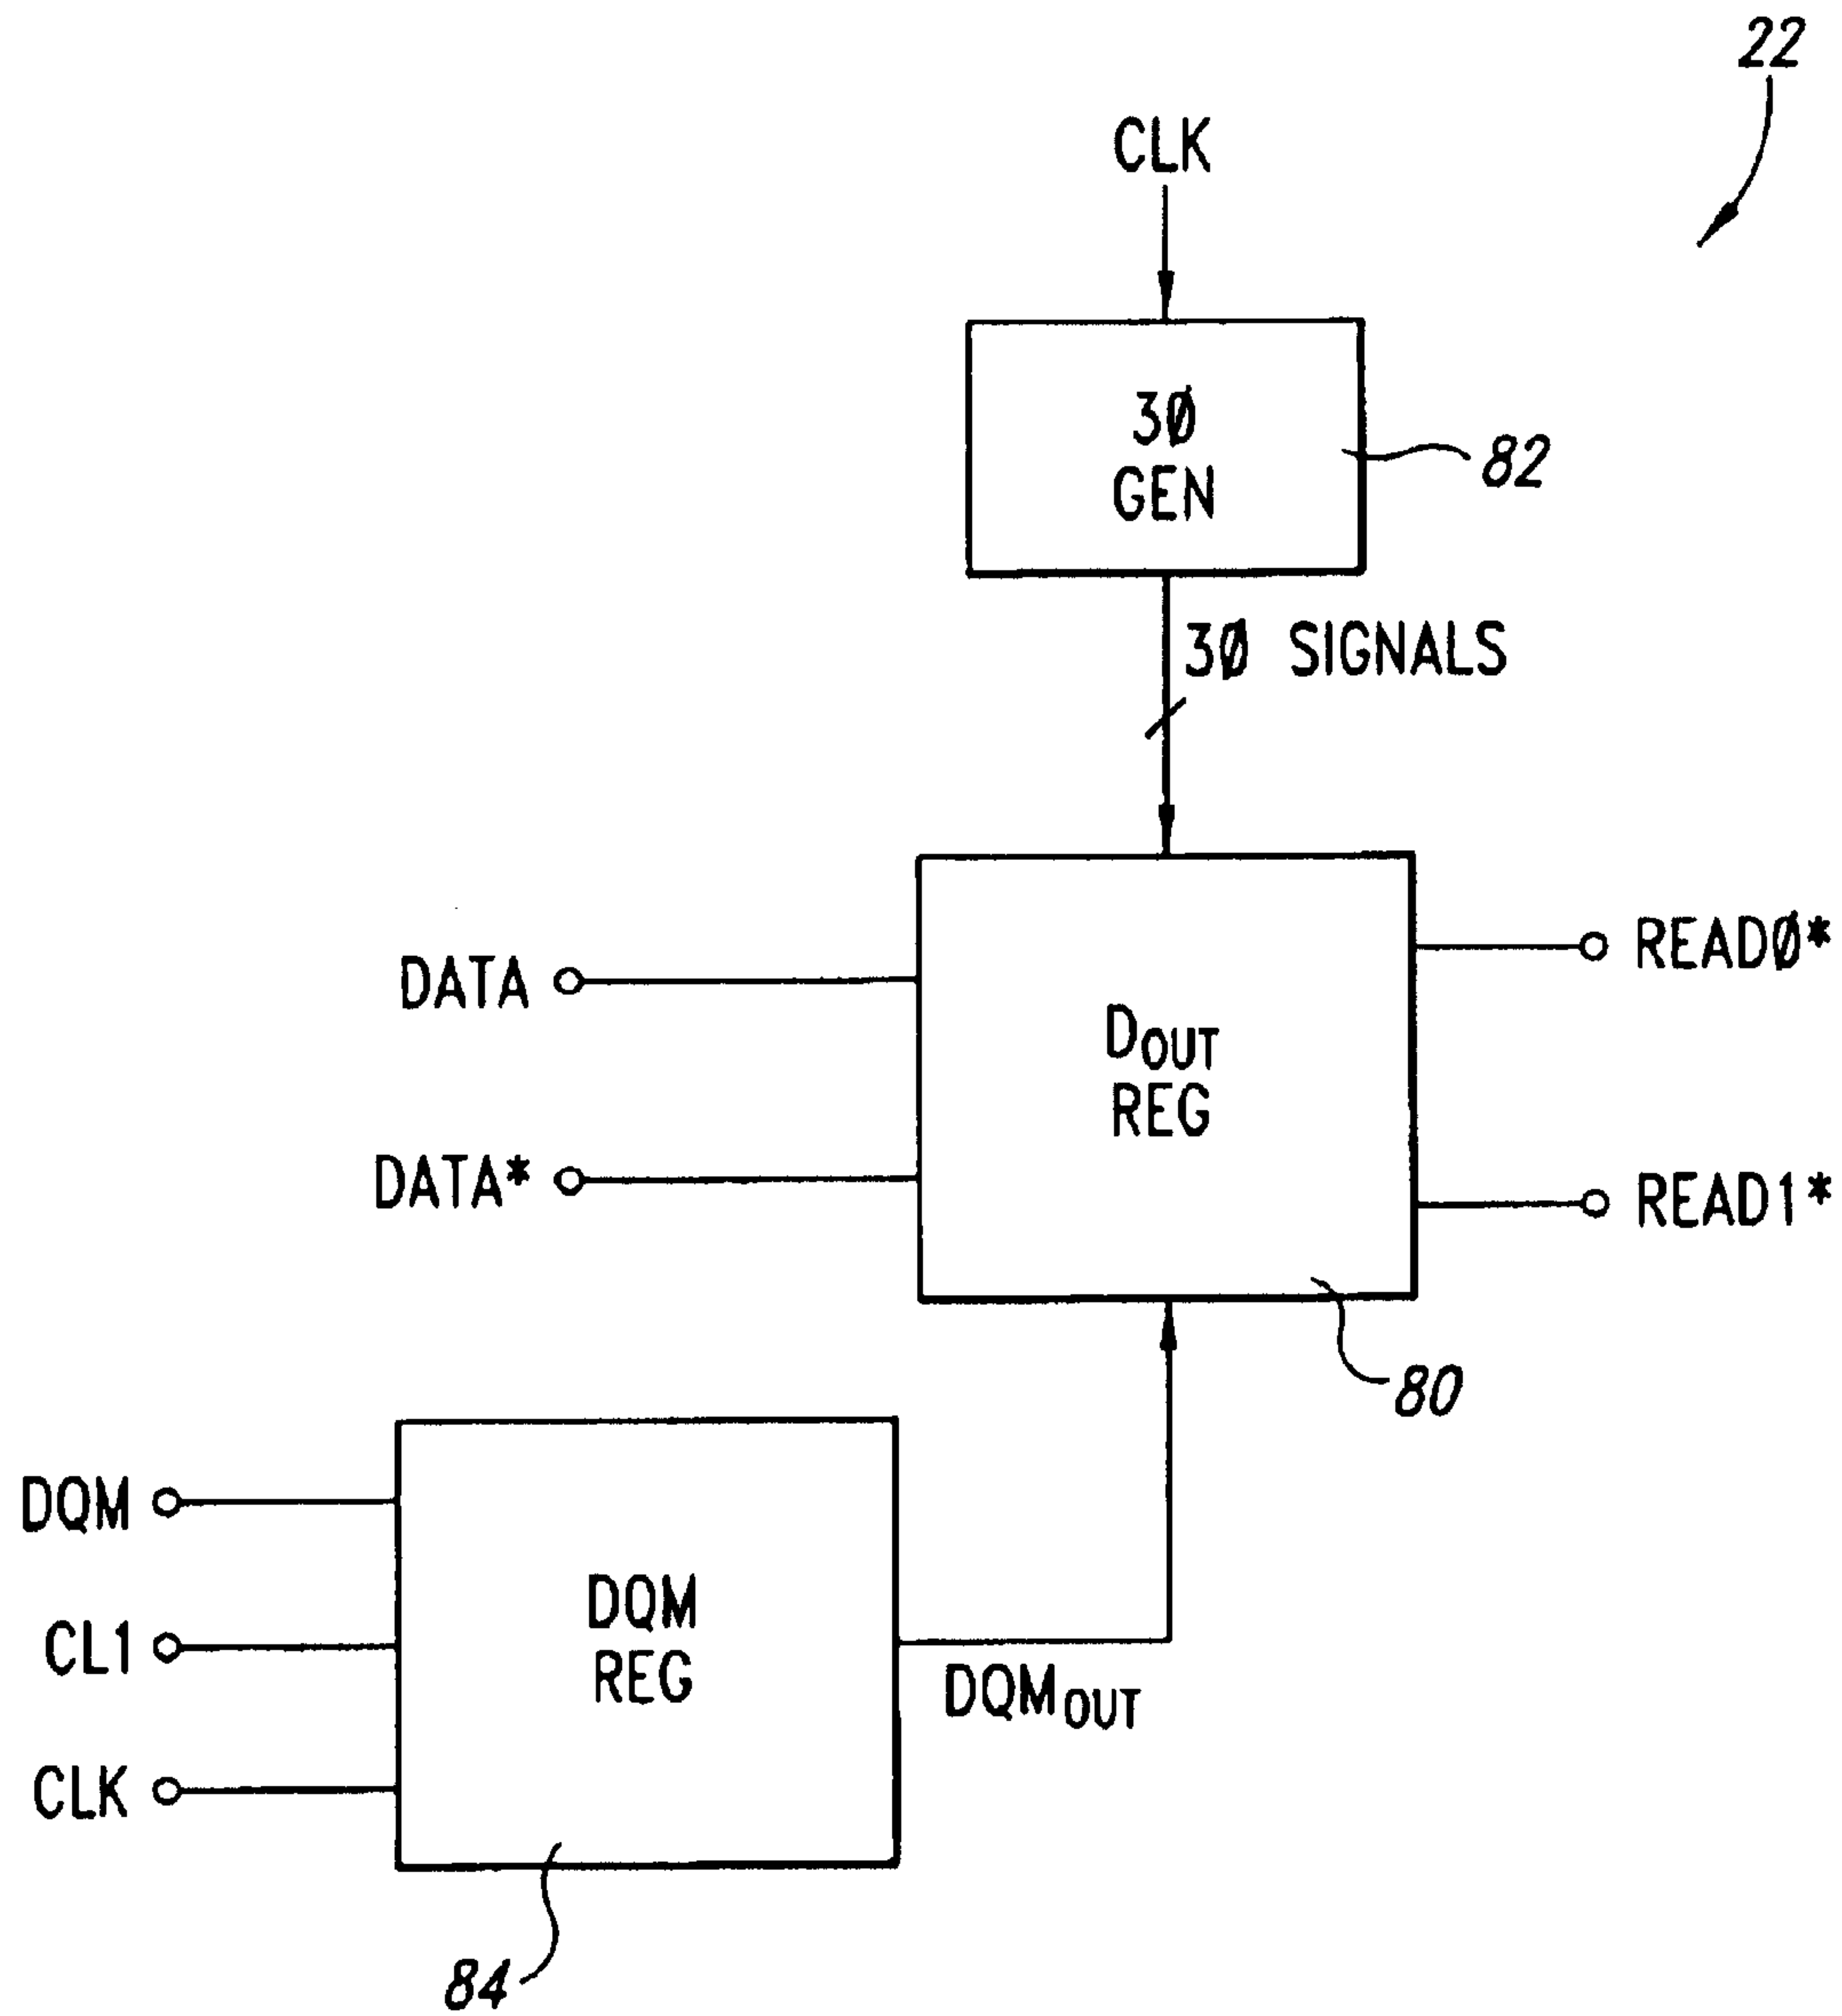 22
CLK
3Ø
GEN
82
3Ø SIGNALS
DATA
DATA*
DOUT
REG
READØ*
READ1*
80
DQM
CL1
CLK
DQM
REG
DQMOUT
84